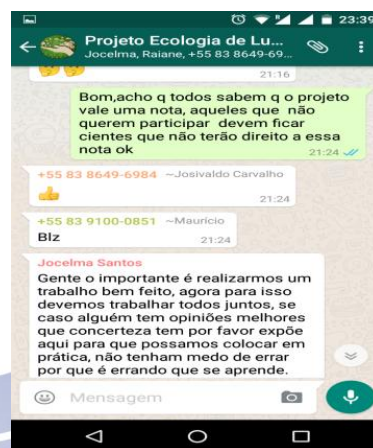 23:39
Projeto Ecologia de Lu...
Jocelma, Raiane, +55 83 8649-69...
21:16
Bom,acho q todos sabem q o projeto
vale uma nota, aqueles que não
querem participar devem ficar
cientes que não terão direito a essa
nota ok
21:24
+55 83 8649-6984 ~Josivaldo Carvalho
21:24
+55 83 9100-0851 ~Mauricio
Blz
21:24
Jocelma Santos
Gente o importante é realizarmos um
trabalho bem feito, agora para isso
devemos trabalhar todos juntos, se
caso alguém tem opiniões melhores
que concerteza tem por favor expõe
aqui para que possamos colocar em
prática, não tenham medo de errar
por que é errando que se aprende.
Mensagem